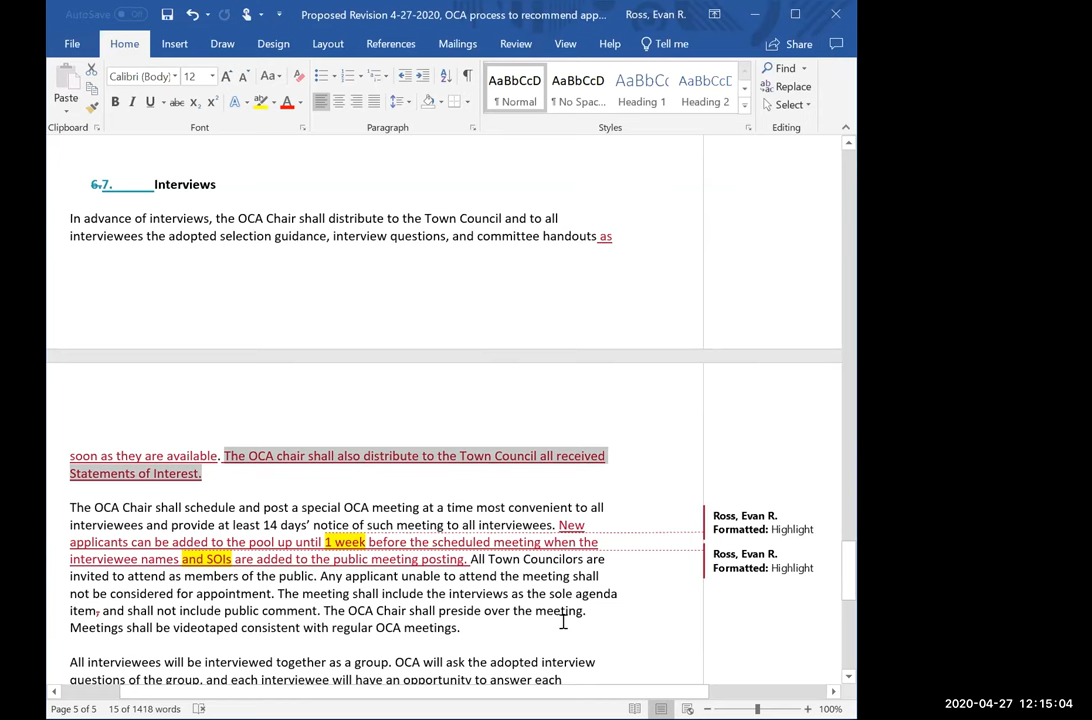 AutoSave Off
Proposed Revision 4-27-2020, OCA process to recommend app...
Ross, Evan R.
File Home Insert Draw Design Layout References Mailings Review View Help Tell me Share
Paste
Clipboard
Calibri (Body) 12
Font
Paragraph
AaBbCcD AaBbCcD AaBbCc AaBbCcD
¶ Normal ¶ No Spac... Heading 1 Heading 2
Styles
Find
Replace
Select
Editing
6.7. Interviews
In advance of interviews, the OCA Chair shall distribute to the Town Council and to all
interviewees the adopted selection guidance, interview questions, and committee handouts as
soon as they are available. The OCA chair shall also distribute to the Town Council all received
Statements of Interest.
The OCA Chair shall schedule and post a special OCA meeting at a time most convenient to all
interviewees and provide at least 14 days' notice of such meeting to all interviewees. New
applicants can be added to the pool up until 1 week before the scheduled meeting when the
interviewee names and SOIs are added to the public meeting posting. All Town Councilors are
invited to attend as members of the public. Any applicant unable to attend the meeting shall
not be considered for appointment. The meeting shall include the interviews as the sole agenda
item, and shall not include public comment. The OCA Chair shall preside over the meeting.
Meetings shall be videotaped consistent with regular OCA meetings.
All interviewees will be interviewed together as a group. OCA will ask the adopted interview
questions of the group, and each interviewee will have an opportunity to answer each
Ross, Evan R.
Formatted: Highlight
Ross, Evan R.
Formatted: Highlight
Page 5 of 5 15 of 1418 words
100%
2020-04-27 12:15:04